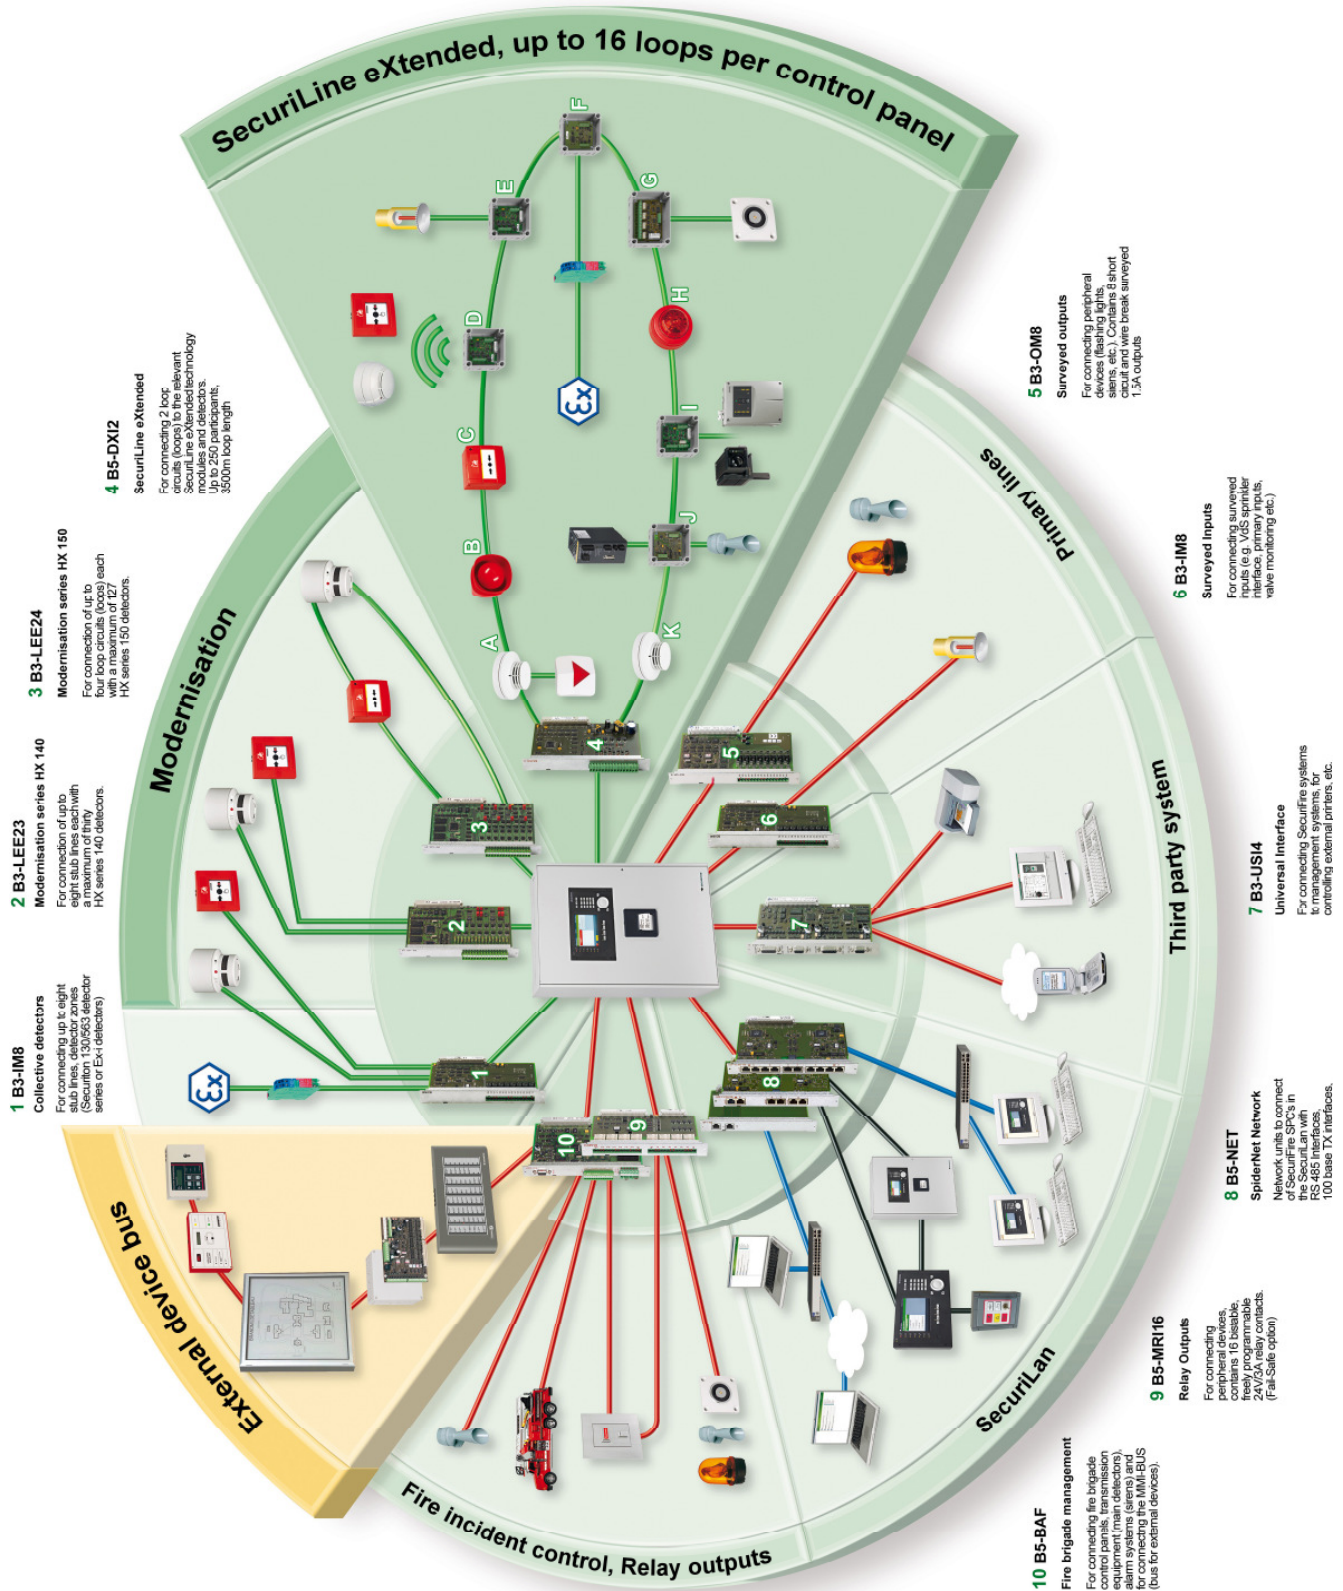 SecuriLine eXtended, up to 16 loops per control panel
Modernisation
External device bus
Fire incident control, Relay outputs
SecuriLan
Third party system
Primary lines
A
B
C
D
E
F
G
H
I
J
K
Ex
Ex
1
2
3
4
5
6
7
8
9
10
1 B3-IM8
Collective detectors
For connecting up to eight
stub lines, detector zones
(Securiton 130/563 detector
series or Ex-i detectors)
2 B3-LEE23
Modernisation series HX 140
For connection of up to
eight stub lines each with
a maximum of thirty
HX series 140 detectors.
3 B3-LEE24
Modernisation series HX 150
For connection of up to
four loop circuits (loops) each
with a maximum of 127
HX series 150 detectors.
4 B5-DXI2
SecuriLine eXtended
For connecting 2 loop
circuits (loops) to the relevant
SecuriLine eXtended technology
modules and detectors.
Up to 250 participants,
3500m loop length
5 B3-OM8
Surveyed outputs
For connecting peripheral
devices (flashing lights,
sirens, etc.). Contains 8 short
circuit and wire break surveyed
1.5A outputs
6 B3-IM8
Surveyed Inputs
For connecting surveyed
inputs (e.g. VdS sprinkler
interface, primary inputs,
valve monitoring etc.)
7 B3-USI4
Universal Interface
For connecting SecuriFire systems
to management systems, for
controlling external printers, etc.
8 B5-NET
SpiderNet Network
Network units to connect
of SecuriFire SPC's in
the SecuriLan with
RS 485 Interfaces,
100 base TX interfaces,
9 B5-MRI16
Relay Outputs
For connecting
peripheral devices,
contains 16 bistable,
freely programmable
24V/3A relay contacts.
(Fail-Safe option)
10 B5-BAF
Fire brigade management
For connecting fire brigade
control panels, transmission
equipment (main detectors),
alarm systems (sirens) and
for connecting the MMI-BUS
(bus for external devices).